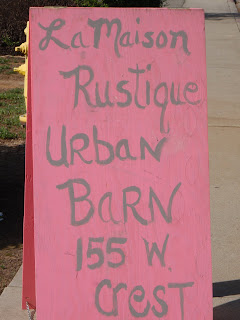 La Maison
Rustique
Urban
Barn
155 W.
Crest